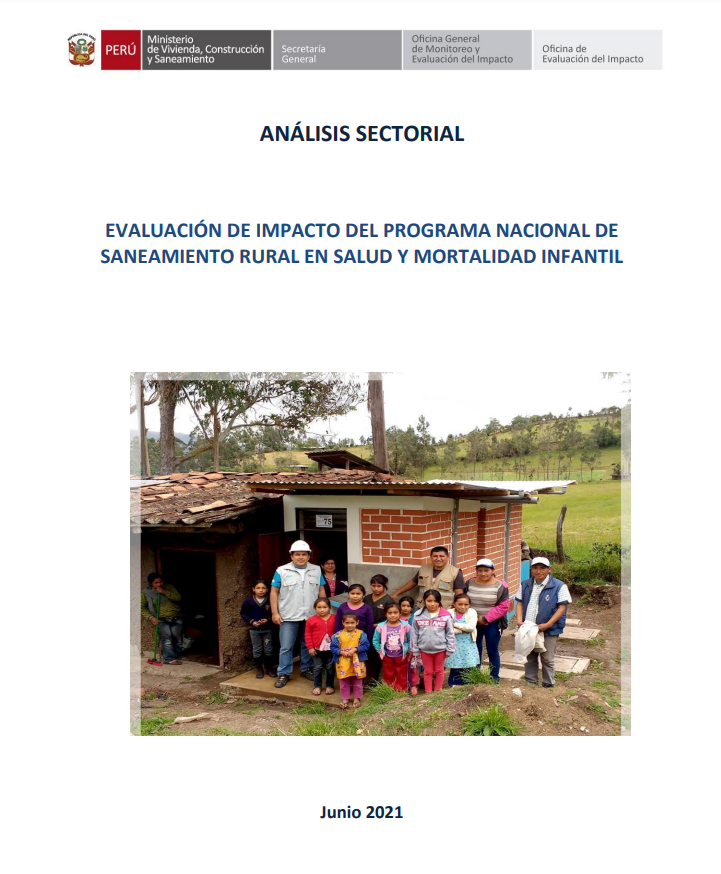 PERÚ
Ministerio
de Vivienda, Construcción
y Saneamiento
Secretaría
General
Oficina General
de Monitoreo y
Evaluación del Impacto
Oficina de
Evaluación del Impacto
ANÁLISIS SECTORIAL
EVALUACIÓN DE IMPACTO DEL PROGRAMA NACIONAL DE
SANEAMIENTO RURAL EN SALUD Y MORTALIDAD INFANTIL
75
Junio 2021